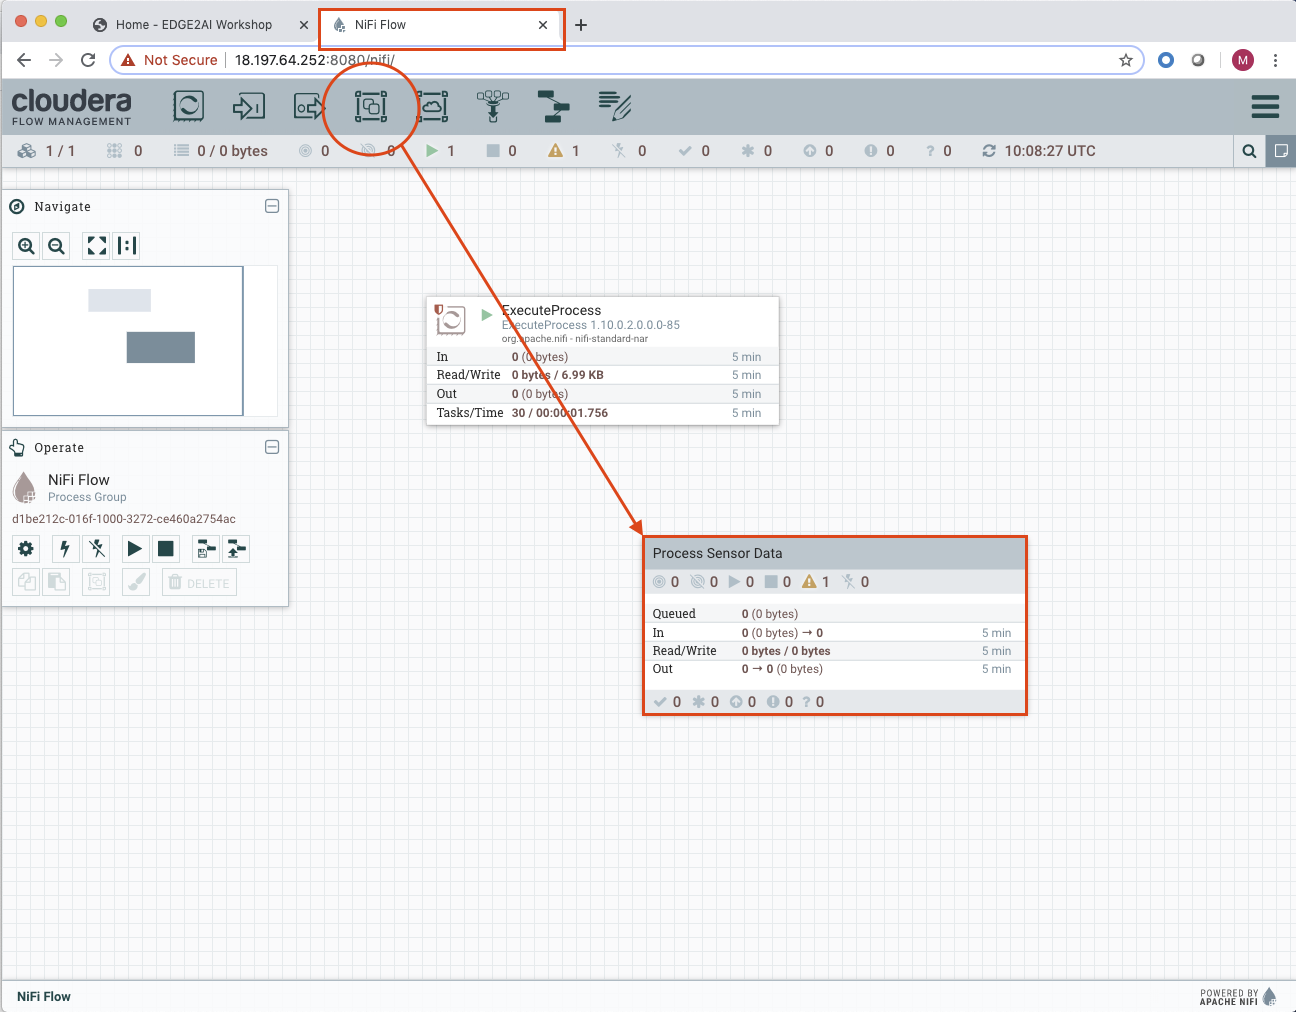 Home - EDGE2AI Workshop
NiFi Flow
Not Secure
18.197.64.252:8080/nifi/
M
cloudera
FLOW MANAGEMENT
1 / 1 0 0 / 0 bytes 0 0 1 0 1 0 0 0 0 0 ? 0 10:08:27 UTC
Navigate
Operate
NiFi Flow
Process Group
d1be212c-016f-1000-3272-ce460a2754ac
DELETE
ExecuteProcess
ExecuteProcess 1.10.0.2.0.0.0-85
org.apache.nifi - nifi-standard-nar
In 0 (0 bytes) 5 min
Read/Write 0 bytes / 6.99 KB 5 min
Out 0 (0 bytes) 5 min
Tasks/Time 30 / 00:00:01.756 5 min
Process Sensor Data
0 0 0 0 1 0
Queued 0 (0 bytes)
In 0 (0 bytes) → 0 5 min
Read/Write 0 bytes / 0 bytes 5 min
Out 0 → 0 (0 bytes) 5 min
0 0 0 0 ? 0
NiFi Flow
POWERED BY
APACHE NIFI